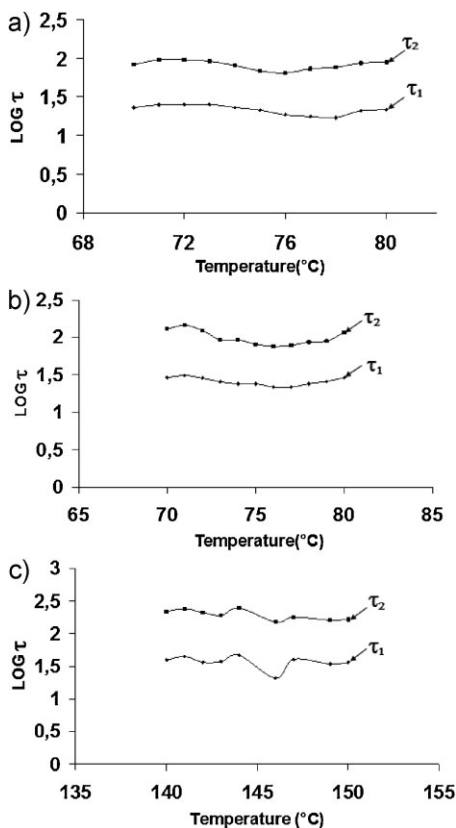 a)
2,5
2
1,5
1
0,5
0
LOG τ
τ₂
τ₁
68 72 76 80
Temperature(°C)
b)
2,5
2
1,5
1
0,5
0
LOG τ
τ₂
τ₁
65 70 75 80 85
Temperature(°C)
c)
3
2,5
2
1,5
1
0,5
0
LOG τ
τ₂
τ₁
135 140 145 150 155
Temperature (°C)